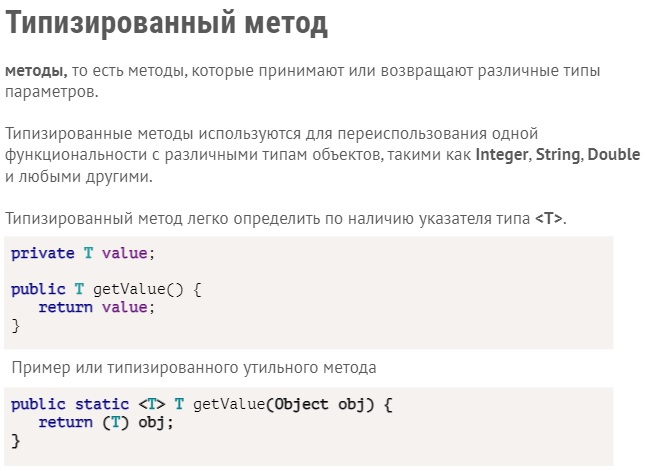 Типизированный метод
методы, то есть методы, которые принимают или возвращают различные типы
параметров.
Типизированные методы используются для переиспользования одной
функциональности с различными типам объектов, такими как Integer, String, Double
и любыми другими.
Типизированный метод легко определить по наличию указателя типа <T>.
private T value;
public T getValue() {
return value;
}
Пример или типизированного утильного метода
public static <T> T getValue(Object obj) {
return (T) obj;
}